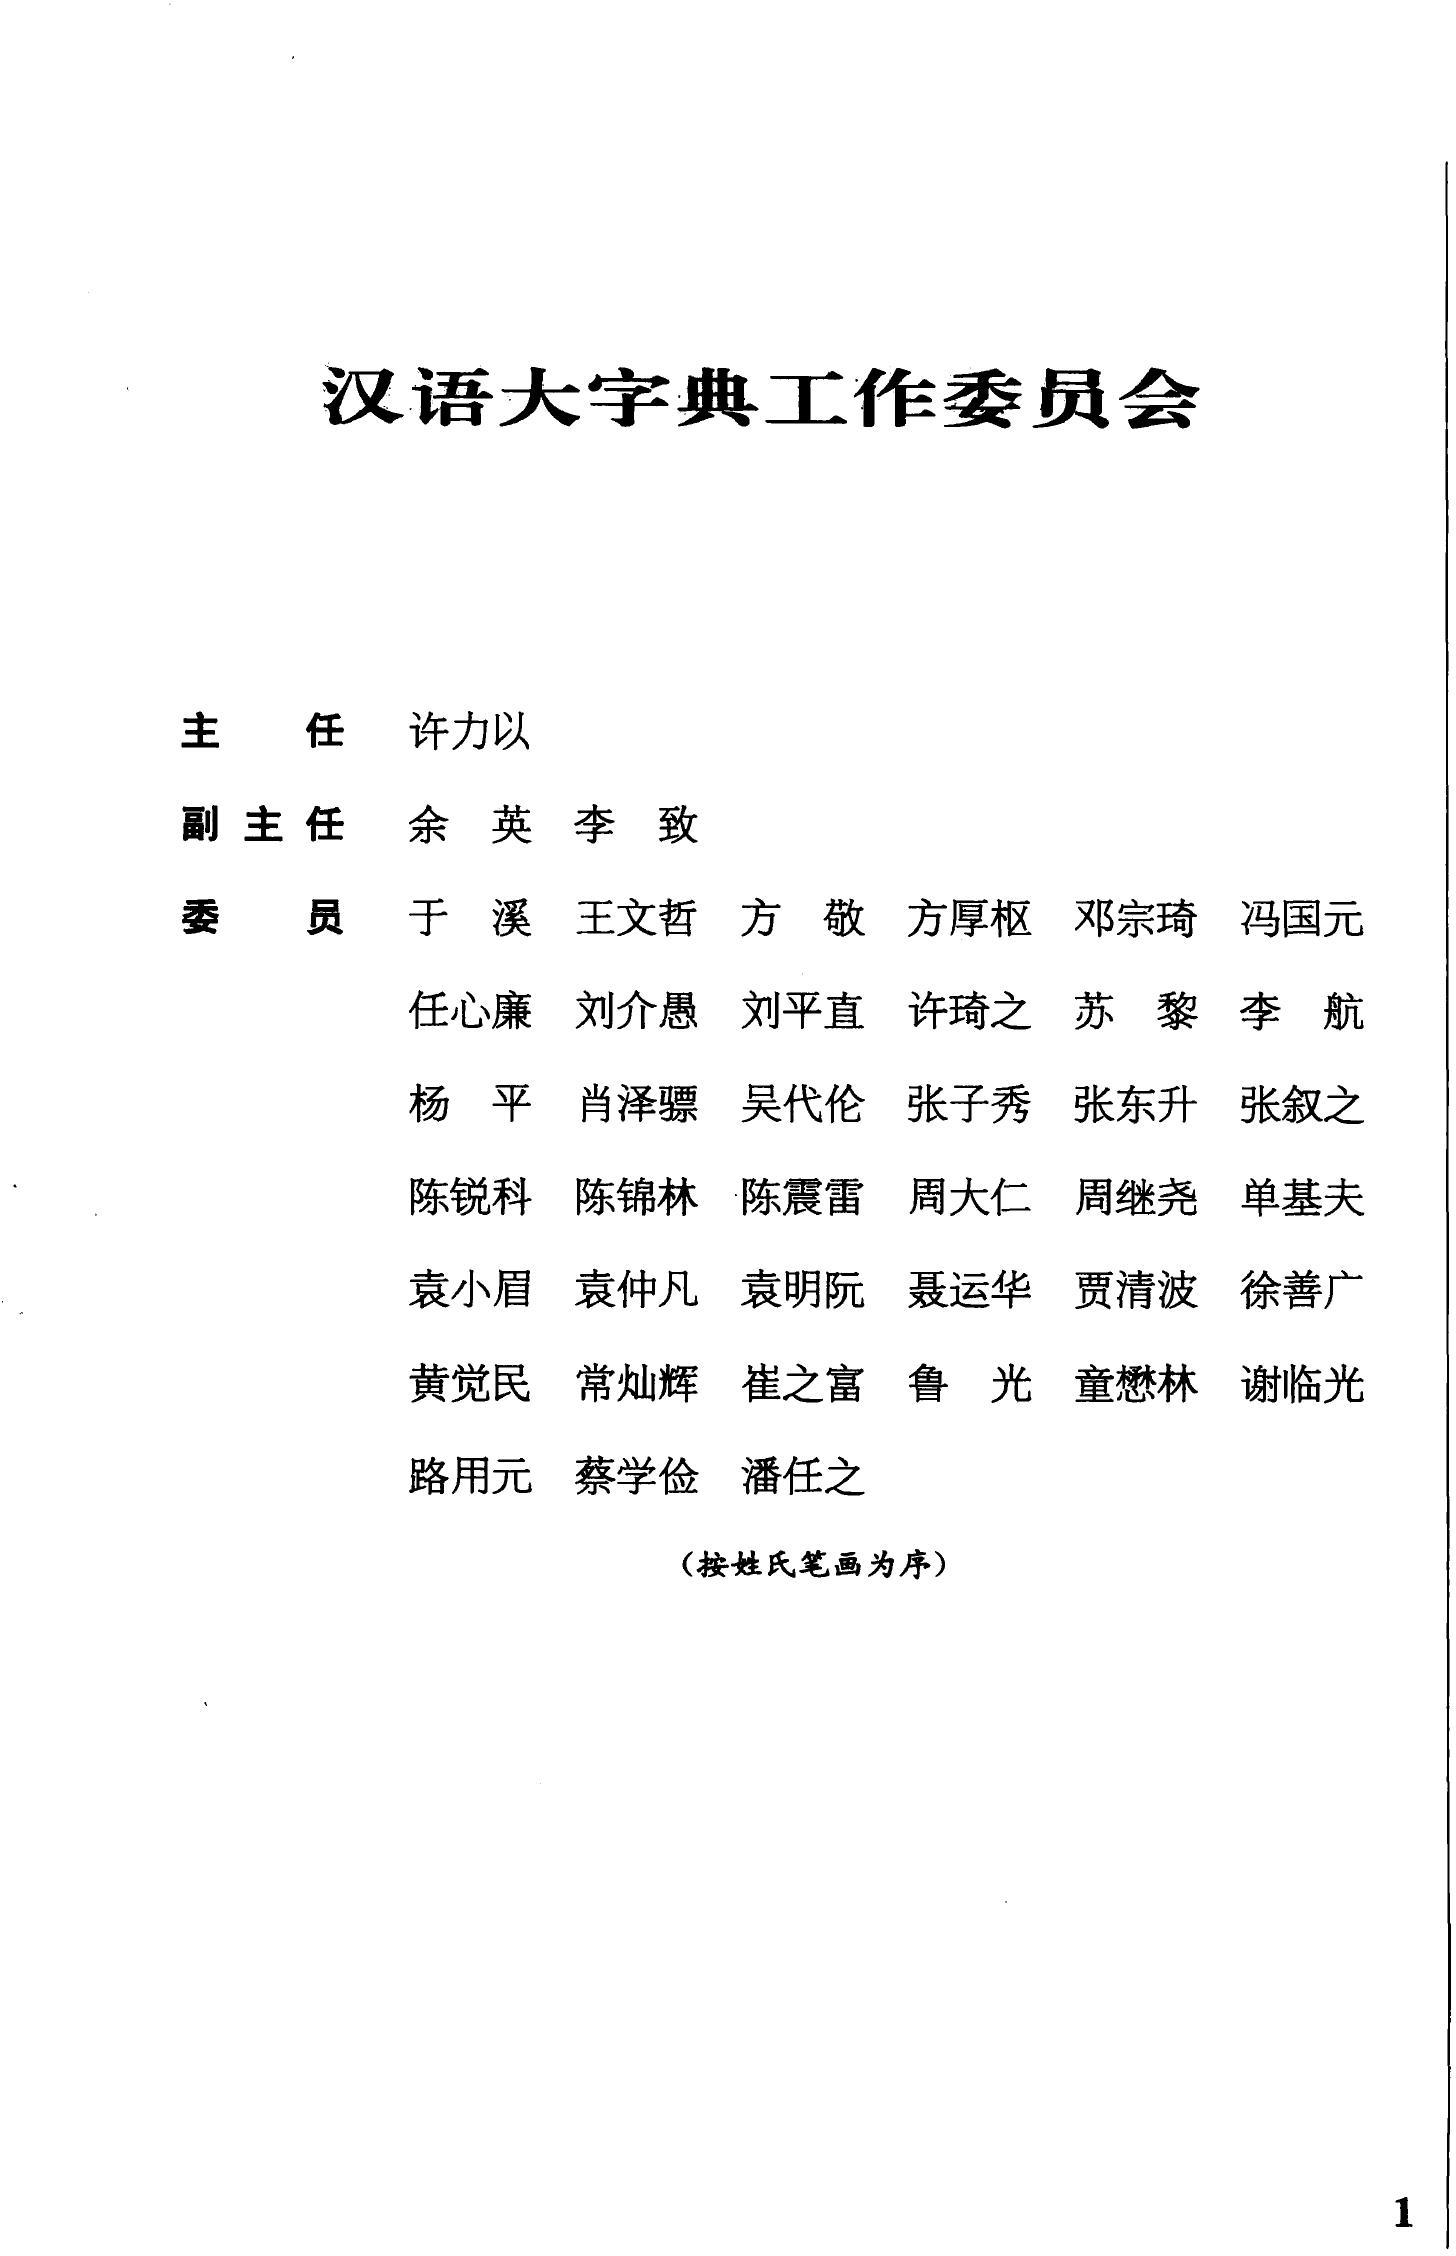 汉语大字典工作委员会
主　　任　许力以
副 主 任　余　英　李　致
委　　员　于　溪　王文哲　方　敬　方厚枢　邓宗琦　冯国元
任心廉　刘介愚　刘平直　许琦之　苏　黎　李　航
杨　平　肖泽骠　吴代伦　张子秀　张东升　张叙之
陈锐科　陈锦林　陈震雷　周大仁　周继尧　单基夫
袁小眉　袁仲凡　袁明阮　聂运华　贾清波　徐善广
黄觉民　常灿辉　崔之富　鲁　光　童懋林　谢临光
路用元　蔡学俭　潘任之
（按姓氏笔画为序）
1